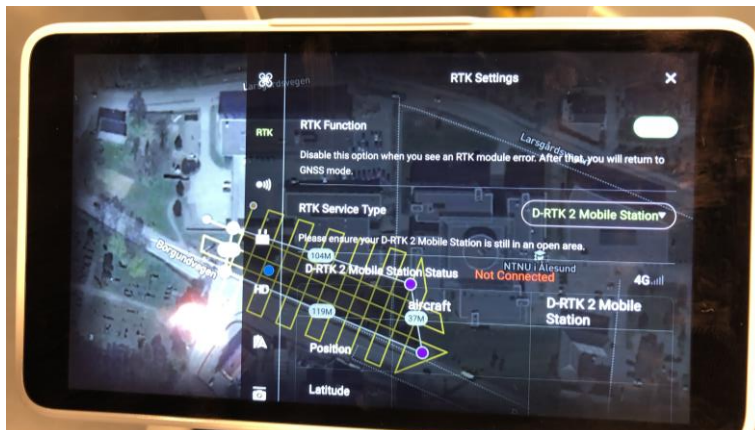 Larsgårdsvegen
RTK Settings
RTK Function
RTK
Larsgårdsv
Disable this option when you see an RTK module error. After that, you will return to
GNSS mode.
RTK Service Type
D-RTK 2 Mobile Station
Please ensure your D-RTK 2 Mobile Station is still in an open area.
Borgundvegen
104M
NTNU i Ålesund
D-RTK 2 Mobile Station Status
Not Connected
4G
HD
aircraft
D-RTK 2 Mobile
Station
119M
37M
Position
Latitude